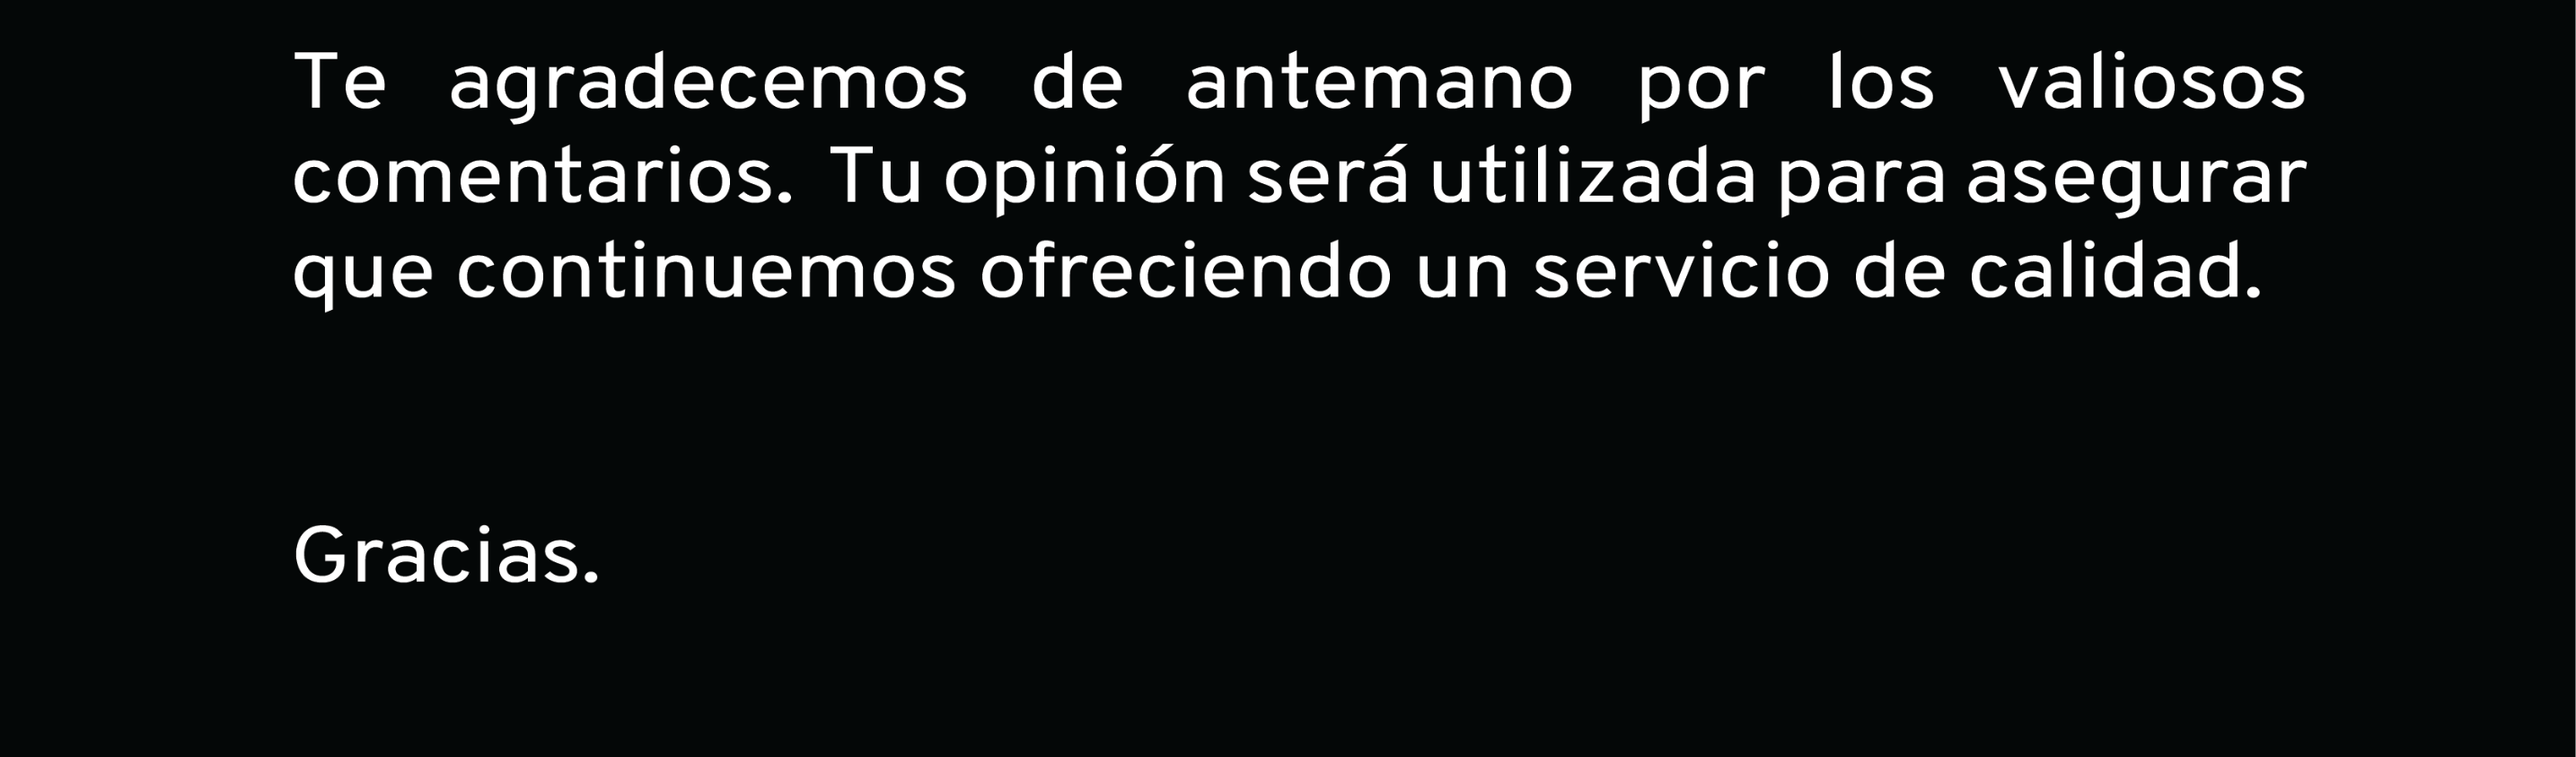 Te agradecemos de antemano por los valiosos
comentarios. Tu opinión será utilizada para asegurar
que continuemos ofreciendo un servicio de calidad.
Gracias.